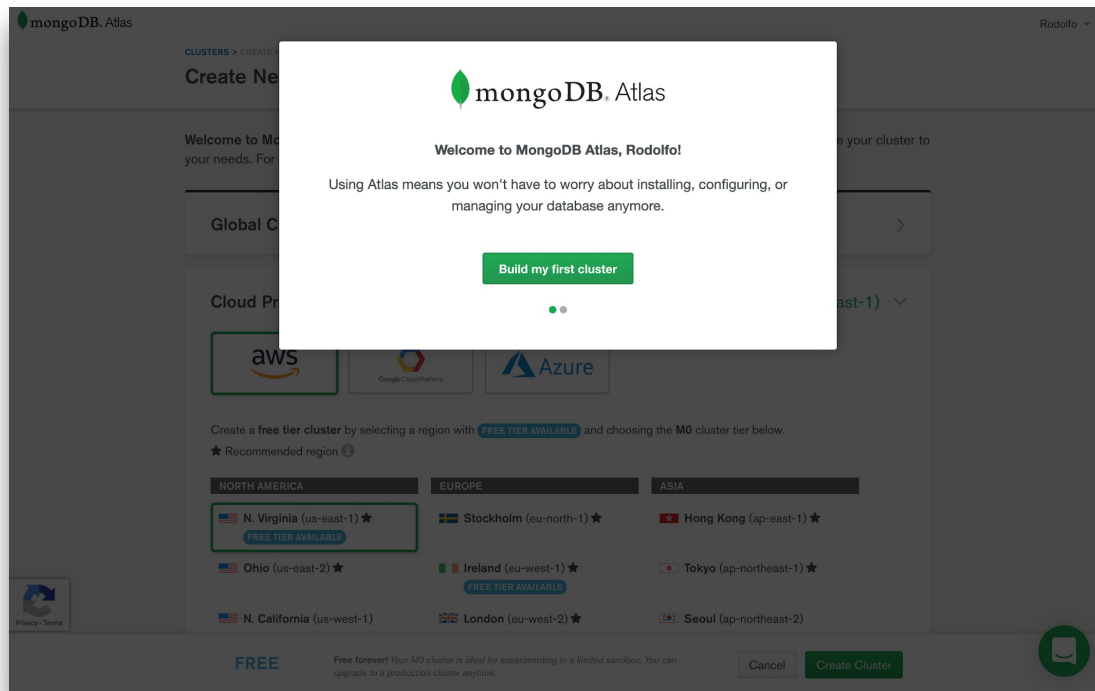 mongoDB. Atlas
Rodolfo
CLUSTERS > CREATE
Create Ne
mongoDB. Atlas
Welcome to MongoDB Atlas, Rodolfo!
Using Atlas means you won't have to worry about installing, configuring, or
managing your database anymore.
Build my first cluster
Welcome to Mo
e your cluster to
your needs. For
Global C
Cloud Pr
ast-1)
aws
Google Cloud Platform
Azure
Create a free tier cluster by selecting a region with FREE TIER AVAILABLE and choosing the M0 cluster tier below.
★ Recommended region
NORTH AMERICA
EUROPE
ASIA
N. Virginia (us-east-1) ★
Stockholm (eu-north-1) ★
Hong Kong (ap-east-1) ★
FREE TIER AVAILABLE
Ohio (us-east-2) ★
Ireland (eu-west-1) ★
Tokyo (ap-northeast-1) ★
FREE TIER AVAILABLE
N. California (us-west-1)
London (eu-west-2) ★
Seoul (ap-northeast-2)
Privacy - Terms
FREE
Free forever! Your M0 cluster is ideal for experimenting in a limited sandbox. You can
upgrade to a production cluster anytime.
Cancel
Create Cluster